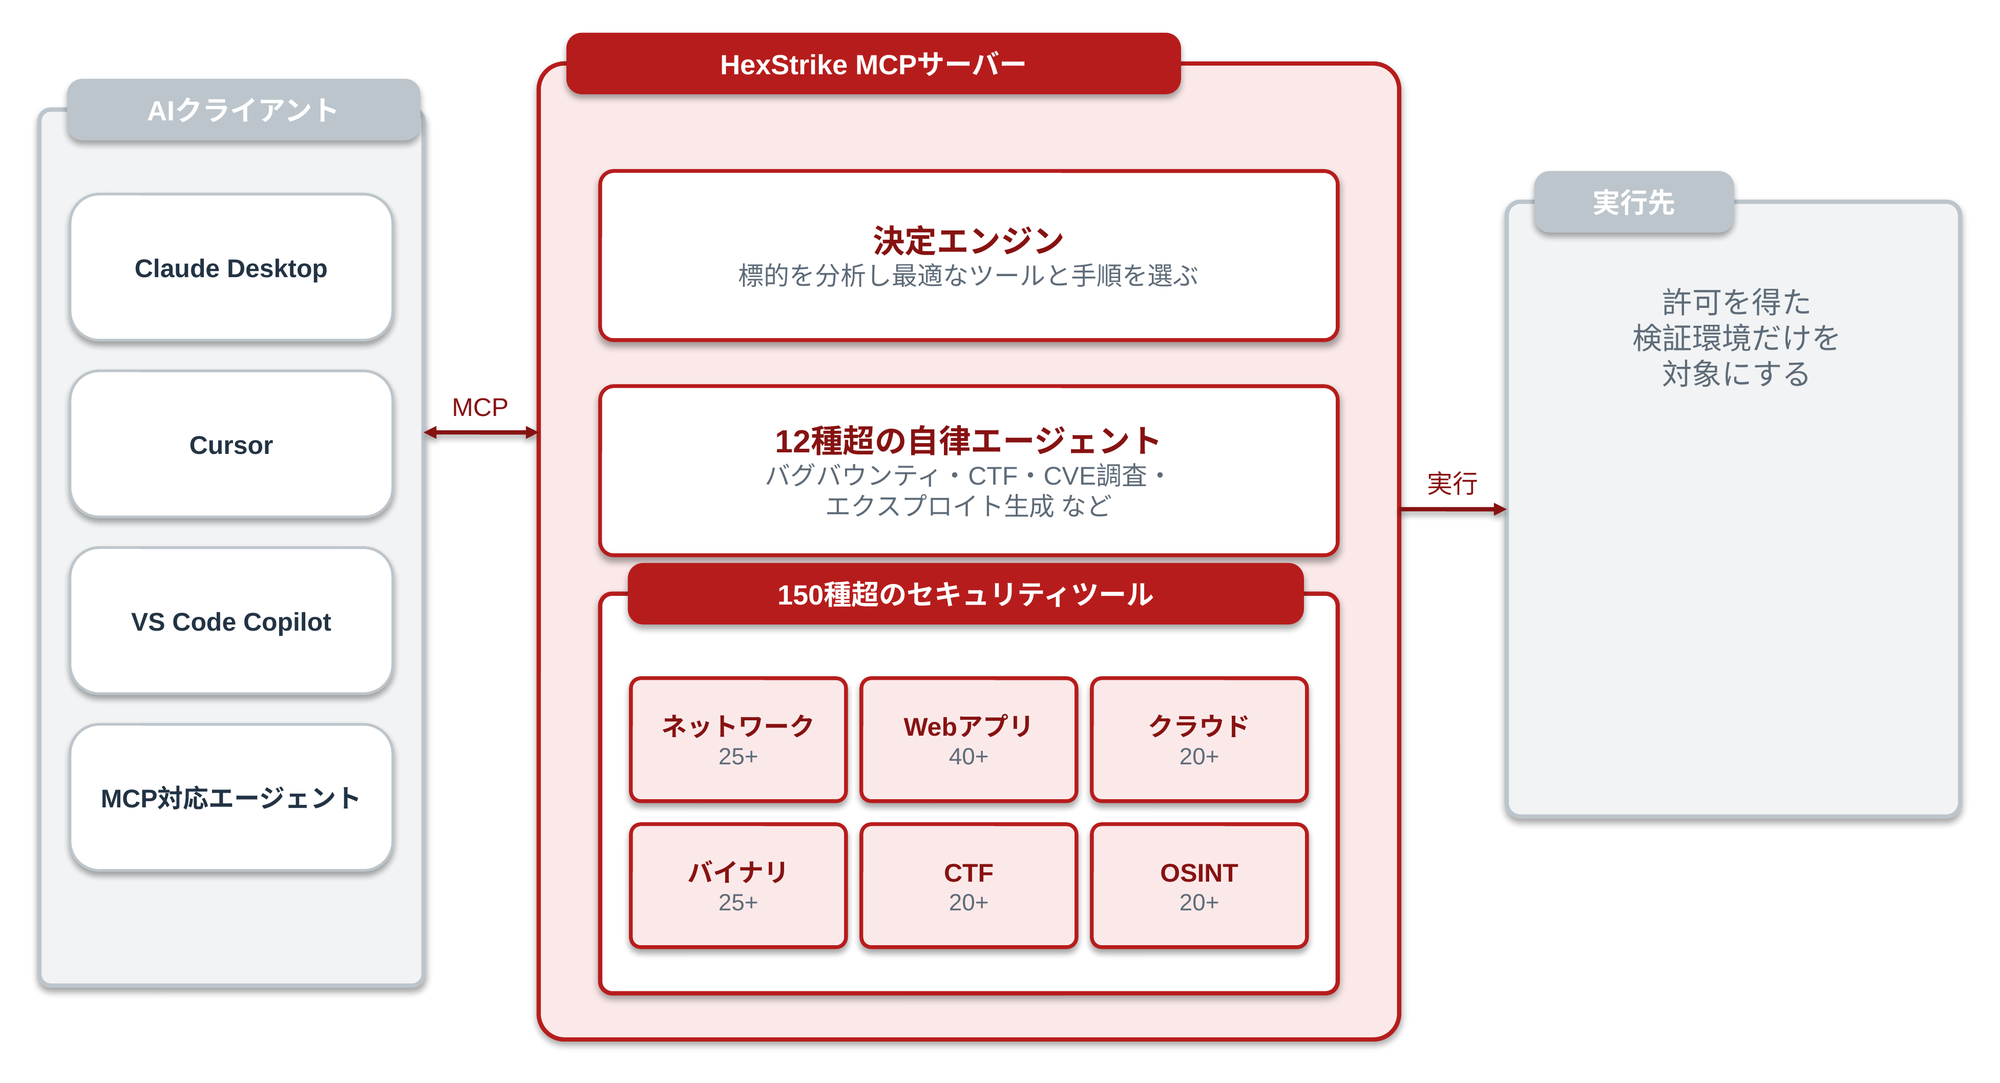 AIクライアント
Claude Desktop
Cursor
VS Code Copilot
MCP対応エージェント
MCP
HexStrike MCPサーバー
決定エンジン
標的を分析し最適なツールと手順を選ぶ
12種超の自律エージェント
バグバウンティ・CTF・CVE調査・
エクスプロイト生成 など
150種超のセキュリティツール
ネットワーク
25+
Webアプリ
40+
クラウド
20+
バイナリ
25+
CTF
20+
OSINT
20+
実行
実行先
許可を得た
検証環境だけを
対象にする